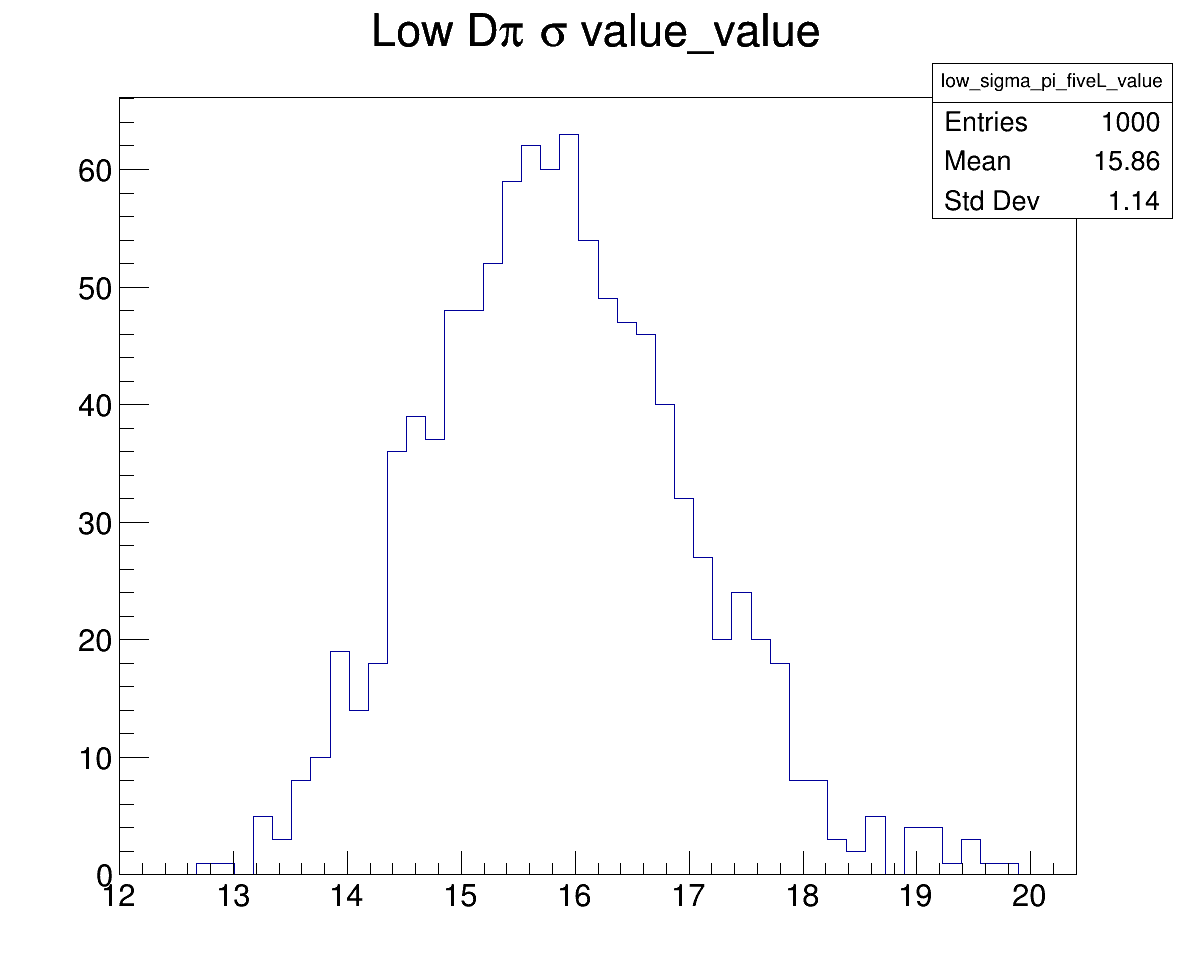 Low Dπ σ value_value
low_sigma_pi_fiveL_value
Entries 1000
Mean 15.86
Std Dev 1.14
60
50
40
30
20
10
0
12 13 14 15 16 17 18 19 20